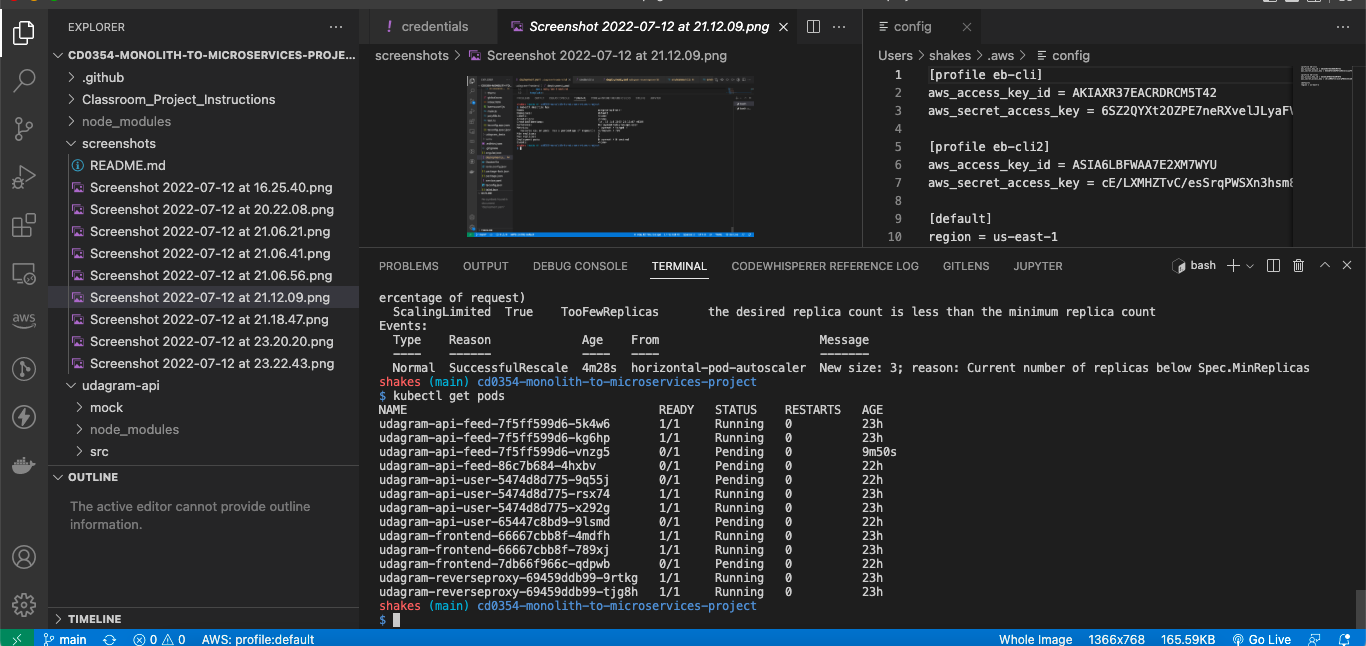 EXPLORER
CD0354-MONOLITH-TO-MICROSERVICES-PROJE...
.github
Classroom_Project_Instructions
node_modules
screenshots
README.md
Screenshot 2022-07-12 at 16.25.40.png
Screenshot 2022-07-12 at 20.22.08.png
Screenshot 2022-07-12 at 21.06.21.png
Screenshot 2022-07-12 at 21.06.41.png
Screenshot 2022-07-12 at 21.06.56.png
Screenshot 2022-07-12 at 21.12.09.png
Screenshot 2022-07-12 at 21.18.47.png
Screenshot 2022-07-12 at 23.20.20.png
Screenshot 2022-07-12 at 23.22.43.png
udagram-api
mock
node_modules
src
OUTLINE
The active editor cannot provide outline
information.
TIMELINE
aws
! credentials
Screenshot 2022-07-12 at 21.12.09.png
screenshots > Screenshot 2022-07-12 at 21.12.09.png
config
Users > shakes > .aws > config
1 [profile eb-cli]
2 aws_access_key_id = AKIAXR37EACRDRCM5T42
3 aws_secret_access_key = 6SZ2QYXt2OZPE7neRXvelJLyaF
4
5 [profile eb-cli2]
6 aws_access_key_id = ASIA6LBFWAA7E2XM7WYU
7 aws_secret_access_key = cE/LXMHZTvC/esSrqPWSXn3hsm
8
9 [default]
10 region = us-east-1
PROBLEMS OUTPUT DEBUG CONSOLE TERMINAL CODEWHISPERER REFERENCE LOG GITLENS JUPYTER
bash
ercentage of request)
ScalingLimited True TooFewReplicas the desired replica count is less than the minimum replica count
Events:
Type Reason Age From Message
---- ------ ---- ---- -------
Normal SuccessfulRescale 4m28s horizontal-pod-autoscaler New size: 3; reason: Current number of replicas below Spec.MinReplicas
shakes (main) cd0354-monolith-to-microservices-project
$ kubectl get pods
NAME READY STATUS RESTARTS AGE
udagram-api-feed-7f5ff599d6-5k4w6 1/1 Running 0 23h
udagram-api-feed-7f5ff599d6-kg6hp 1/1 Running 0 23h
udagram-api-feed-7f5ff599d6-vnzg5 0/1 Pending 0 9m50s
udagram-api-feed-86c7b684-4hxbv 0/1 Pending 0 22h
udagram-api-user-5474d8d775-9q55j 0/1 Pending 0 22h
udagram-api-user-5474d8d775-rsx74 1/1 Running 0 23h
udagram-api-user-5474d8d775-x292g 1/1 Running 0 23h
udagram-api-user-65447c8bd9-9lsmd 0/1 Pending 0 22h
udagram-frontend-66667cbb8f-4mdfh 1/1 Running 0 23h
udagram-frontend-66667cbb8f-789xj 1/1 Running 0 23h
udagram-frontend-7db66f966c-qdpwb 0/1 Pending 0 22h
udagram-reverseproxy-69459ddb99-9rtkg 1/1 Running 0 23h
udagram-reverseproxy-69459ddb99-tjg8h 1/1 Running 0 23h
shakes (main) cd0354-monolith-to-microservices-project
$
main 0 0 AWS: profile:default
Whole Image 1366x768 165.59KB Go Live